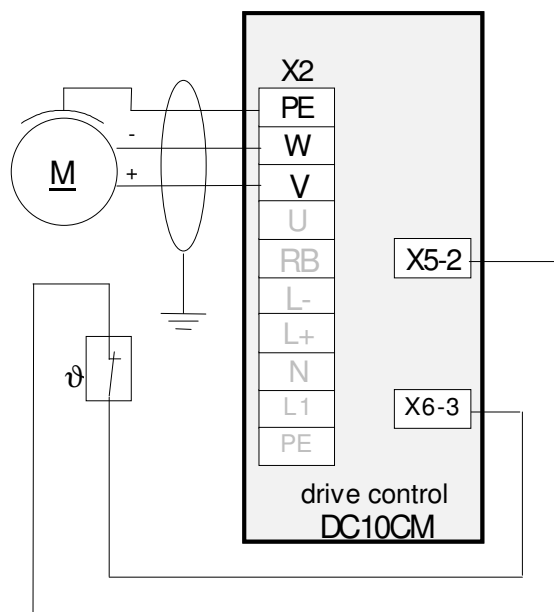 X2
PE
-
W
M
+
V
U
RB
X5-2
L-
L+
ϑ
N
L1
X6-3
PE
drive control
DC10CM